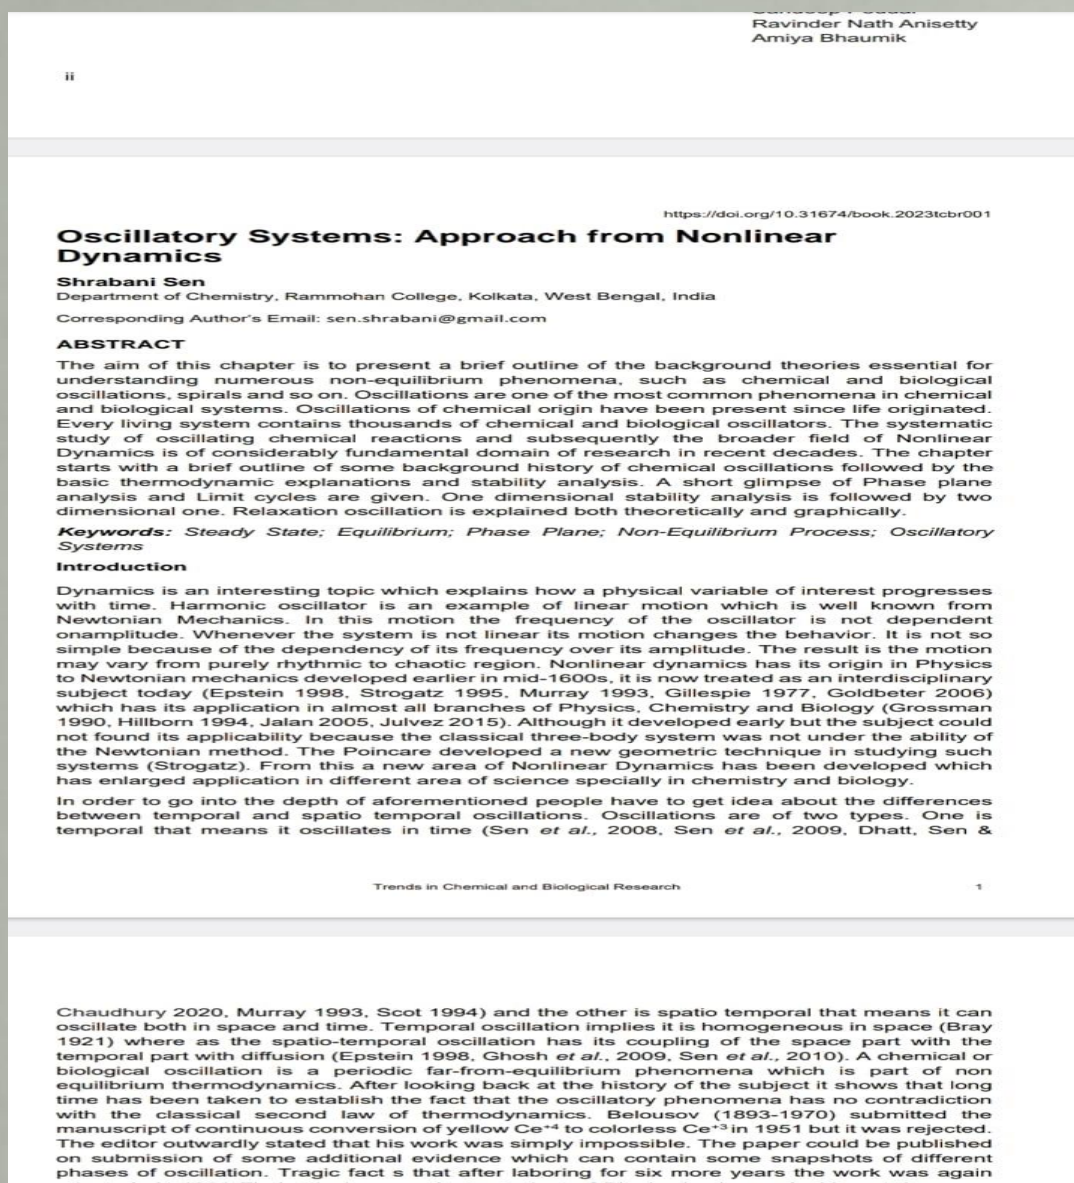 Ravinder Nath Anisetty
Amiya Bhaumik
ii
https://doi.org/10.31674/book.2023tcbr001
Oscillatory Systems: Approach from Nonlinear
Dynamics
Shrabani Sen
Department of Chemistry, Rammohan College, Kolkata, West Bengal, India
Corresponding Author's Email: sen.shrabani@gmail.com
ABSTRACT
The aim of this chapter is to present a brief outline of the background theories essential for
understanding numerous non-equilibrium phenomena, such as chemical and biological
oscillations, spirals and so on. Oscillations are one of the most common phenomena in chemical
and biological systems. Oscillations of chemical origin have been present since life originated.
Every living system contains thousands of chemical and biological oscillators. The systematic
study of oscillating chemical reactions and subsequently the broader field of Nonlinear
Dynamics is of considerably fundamental domain of research in recent decades. The chapter
starts with a brief outline of some background history of chemical oscillations followed by the
basic thermodynamic explanations and stability analysis. A short glimpse of Phase plane
analysis and Limit cycles are given. One dimensional stability analysis is followed by two
dimensional one. Relaxation oscillation is explained both theoretically and graphically.
Keywords: Steady State; Equilibrium; Phase Plane; Non-Equilibrium Process; Oscillatory
Systems
Introduction
Dynamics is an interesting topic which explains how a physical variable of interest progresses
with time. Harmonic oscillator is an example of linear motion which is well known from
Newtonian Mechanics. In this motion the frequency of the oscillator is not dependent
onamplitude. Whenever the system is not linear its motion changes the behavior. It is not so
simple because of the dependency of its frequency over its amplitude. The result is the motion
may vary from purely rhythmic to chaotic region. Nonlinear dynamics has its origin in Physics
to Newtonian mechanics developed earlier in mid-1600s, it is now treated as an interdisciplinary
subject today (Epstein 1998, Strogatz 1995, Murray 1993, Gillespie 1977, Goldbeter 2006)
which has its application in almost all branches of Physics, Chemistry and Biology (Grossman
1990, Hillborn 1994, Jalan 2005, Julvez 2015). Although it developed early but the subject could
not found its applicability because the classical three-body system was not under the ability of
the Newtonian method. The Poincare developed a new geometric technique in studying such
systems (Strogatz). From this a new area of Nonlinear Dynamics has been developed which
has enlarged application in different area of science specially in chemistry and biology.
In order to go into the depth of aforementioned people have to get idea about the differences
between temporal and spatio temporal oscillations. Oscillations are of two types. One is
temporal that means it oscillates in time (Sen et al., 2008, Sen et al., 2009, Dhatt, Sen &
Trends in Chemical and Biological Research 1
Chaudhury 2020, Murray 1993, Scot 1994) and the other is spatio temporal that means it can
oscillate both in space and time. Temporal oscillation implies it is homogeneous in space (Bray
1921) where as the spatio-temporal oscillation has its coupling of the space part with the
temporal part with diffusion (Epstein 1998, Ghosh et al., 2009, Sen et al., 2010). A chemical or
biological oscillation is a periodic far-from-equilibrium phenomena which is part of non
equilibrium thermodynamics. After looking back at the history of the subject it shows that long
time has been taken to establish the fact that the oscillatory phenomena has no contradiction
with the classical second law of thermodynamics. Belousov (1893-1970) submitted the
manuscript of continuous conversion of yellow Ce⁺⁴ to colorless Ce⁺³ in 1951 but it was rejected.
The editor outwardly stated that his work was simply impossible. The paper could be published
on submission of some additional evidence which can contain some snapshots of different
phases of oscillation. Tragic fact s that after laboring for six more years the work was again